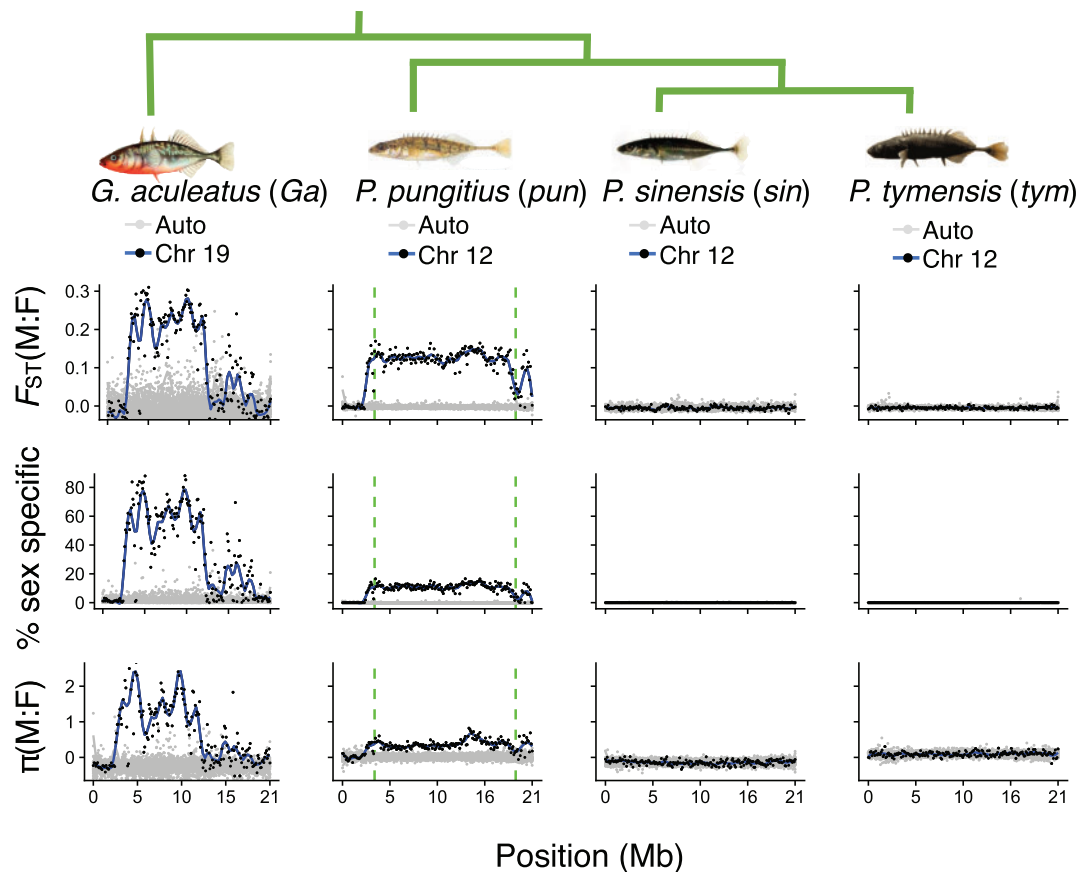 G. aculeatus (Ga) P. pungitius (pun) P. sinensis (sin) P. tymensis (tym)
Auto Auto Auto Auto
Chr 19 Chr 12 Chr 12 Chr 12
FST(M:F)
0.3
0.2
0.1
0.0
% sex specific
80
60
40
20
0
π(M:F)
2
1
0
0 5 10 15 21 0 5 10 16 21 0 5 10 16 21 0 5 10 16 21
Position (Mb)